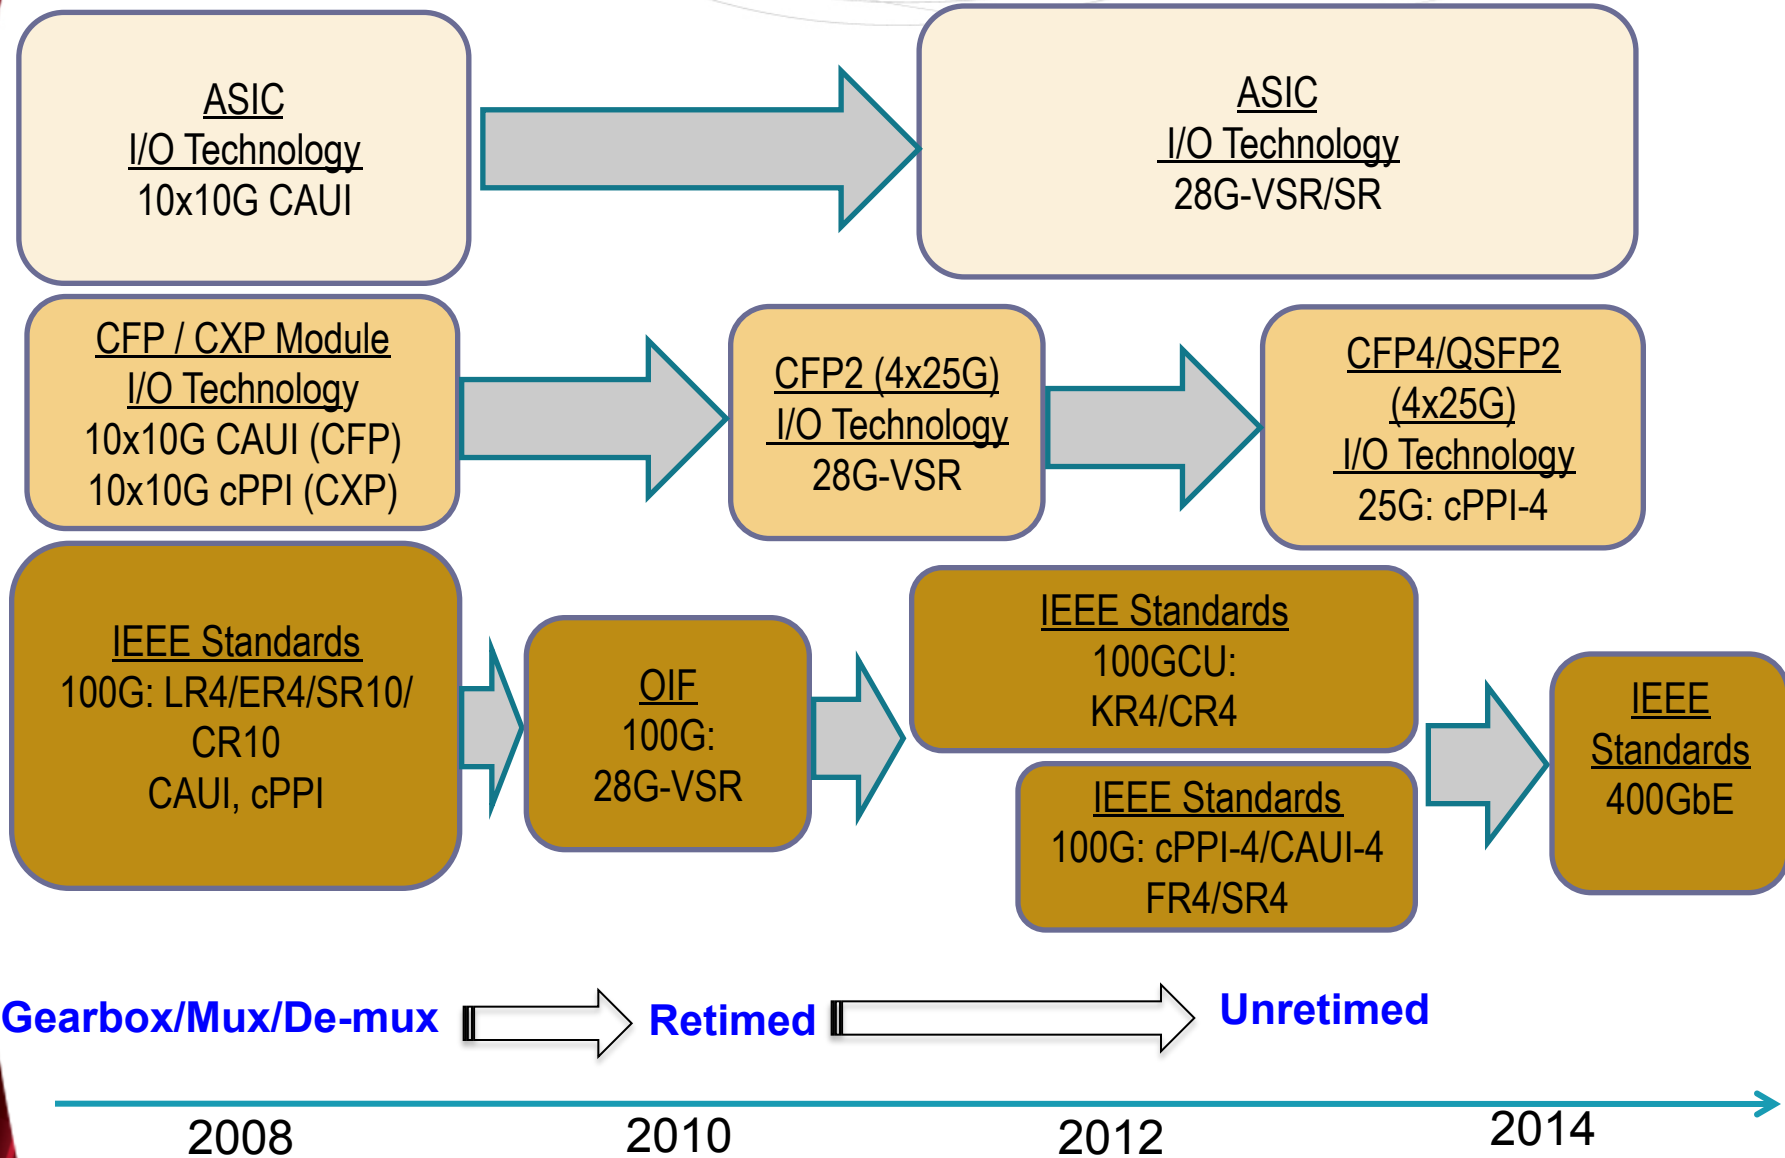 ASIC
I/O Technology
10x10G CAUI
ASIC
I/O Technology
28G-VSR/SR
CFP / CXP Module
I/O Technology
10x10G CAUI (CFP)
10x10G cPPI (CXP)
CFP2 (4x25G)
I/O Technology
28G-VSR
CFP4/QSFP2
(4x25G)
I/O Technology
25G: cPPI-4
IEEE Standards
100G: LR4/ER4/SR10/
CR10
CAUI, cPPI
OIF
100G:
28G-VSR
IEEE Standards
100GCU:
KR4/CR4
IEEE Standards
100G: cPPI-4/CAUI-4
FR4/SR4
IEEE
Standards
400GbE
Gearbox/Mux/De-mux
Retimed
Unretimed
2008
2010
2012
2014